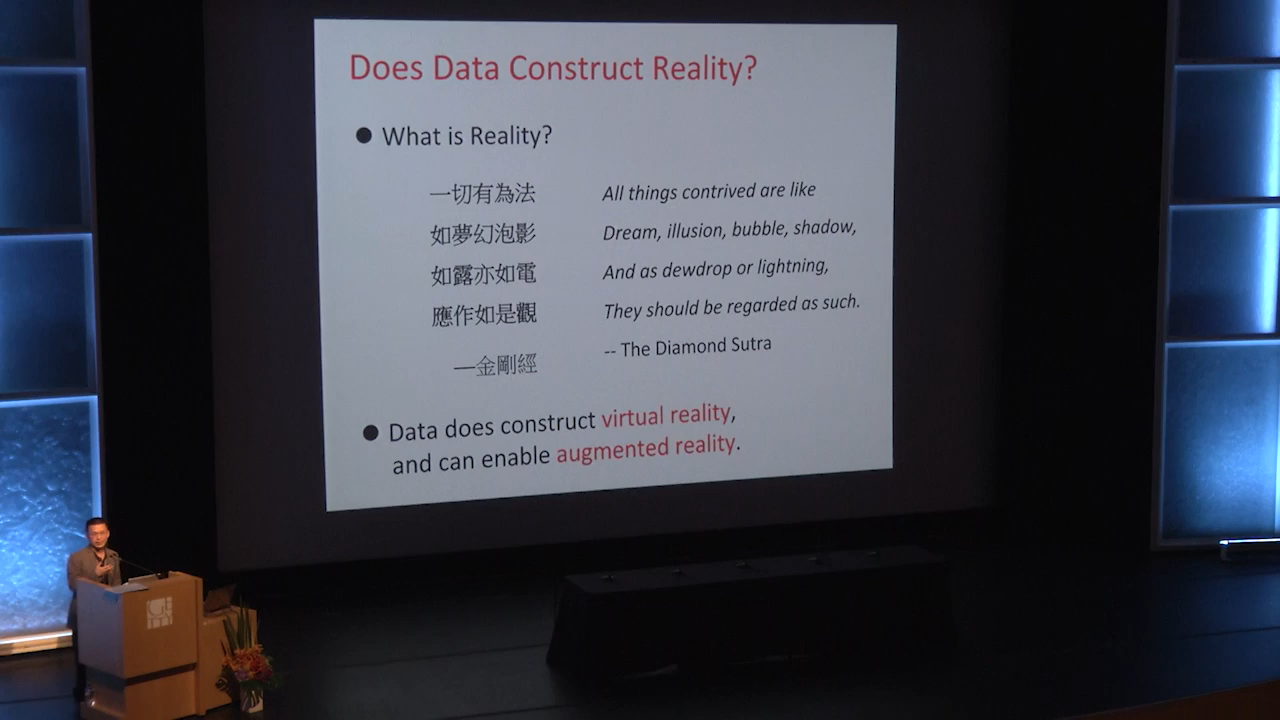 Does Data Construct Reality?
● What is Reality?
一切有為法
如夢幻泡影
如露亦如電
應作如是觀
—金剛經
All things contrived are like
Dream, illusion, bubble, shadow,
And as dewdrop or lightning,
They should be regarded as such.
-- The Diamond Sutra
● Data does construct virtual reality,
and can enable augmented reality.